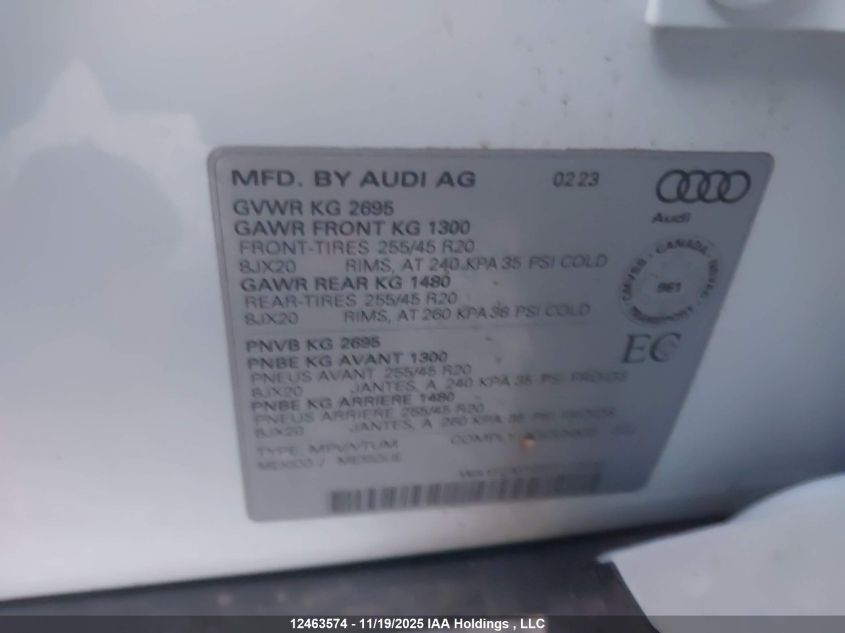 MFD. BY AUDI AG 02 23
Audi
GVWR KG 2695
GAWR FRONT KG 1300
FRONT-TIRES 255/45 R20
8JX20 RIMS, AT 240 KPA 35 PSI COLD
GAWR REAR KG 1480
REAR-TIRES 255/45 R20
8JX20 RIMS, AT 260 KPA 38 PSI COLD
CANADA
EC
PNVB KG 2695
PNBE KG AVANT 1300
PNEUS AVANT 255/45 R20
8JX20 JANTES, A 240 KPA 35 PSI FROIDS
PNBE KG ARRIERE 1480
PNEUS ARRIERE 255/45 R20
8JX20 JANTES, A 260 KPA 38 PSI
TYPE: MPV/VTUM
MEXICO / MEXIQUE
12463574 - 11/19/2025 IAA Holdings , LLC